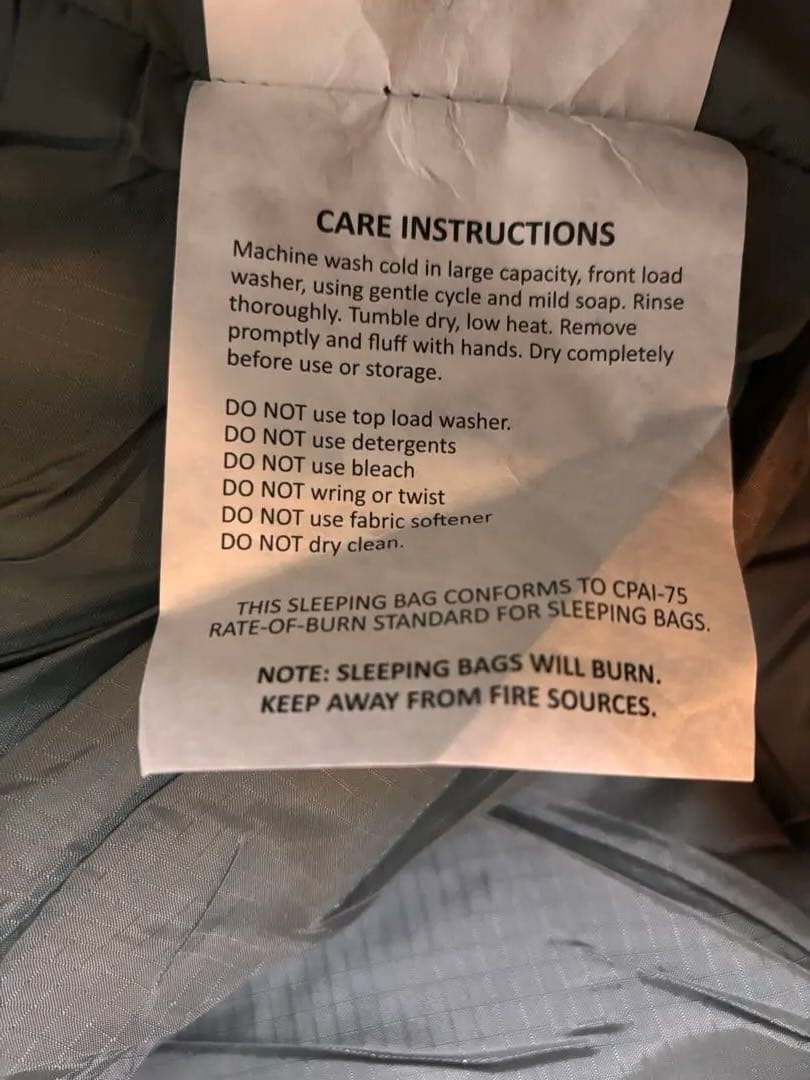 CARE INSTRUCTIONS
Machine wash cold in large capacity, front load
washer, using gentle cycle and mild soap. Rinse
thoroughly. Tumble dry, low heat. Remove
promptly and fluff with hands. Dry completely
before use or storage.
DO NOT use top load washer.
DO NOT use detergents
DO NOT use bleach
DO NOT wring or twist
DO NOT use fabric softener
DO NOT dry clean.
THIS SLEEPING BAG CONFORMS TO CPAI-75
RATE-OF-BURN STANDARD FOR SLEEPING BAGS.
NOTE: SLEEPING BAGS WILL BURN.
KEEP AWAY FROM FIRE SOURCES.